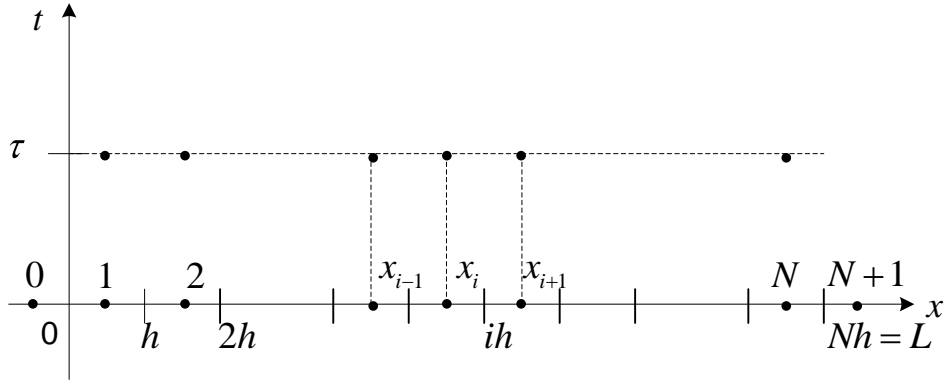 t
τ
0 1 2 x_{i-1} x_i x_{i+1} N N + 1
x
0 h 2h ih Nh = L